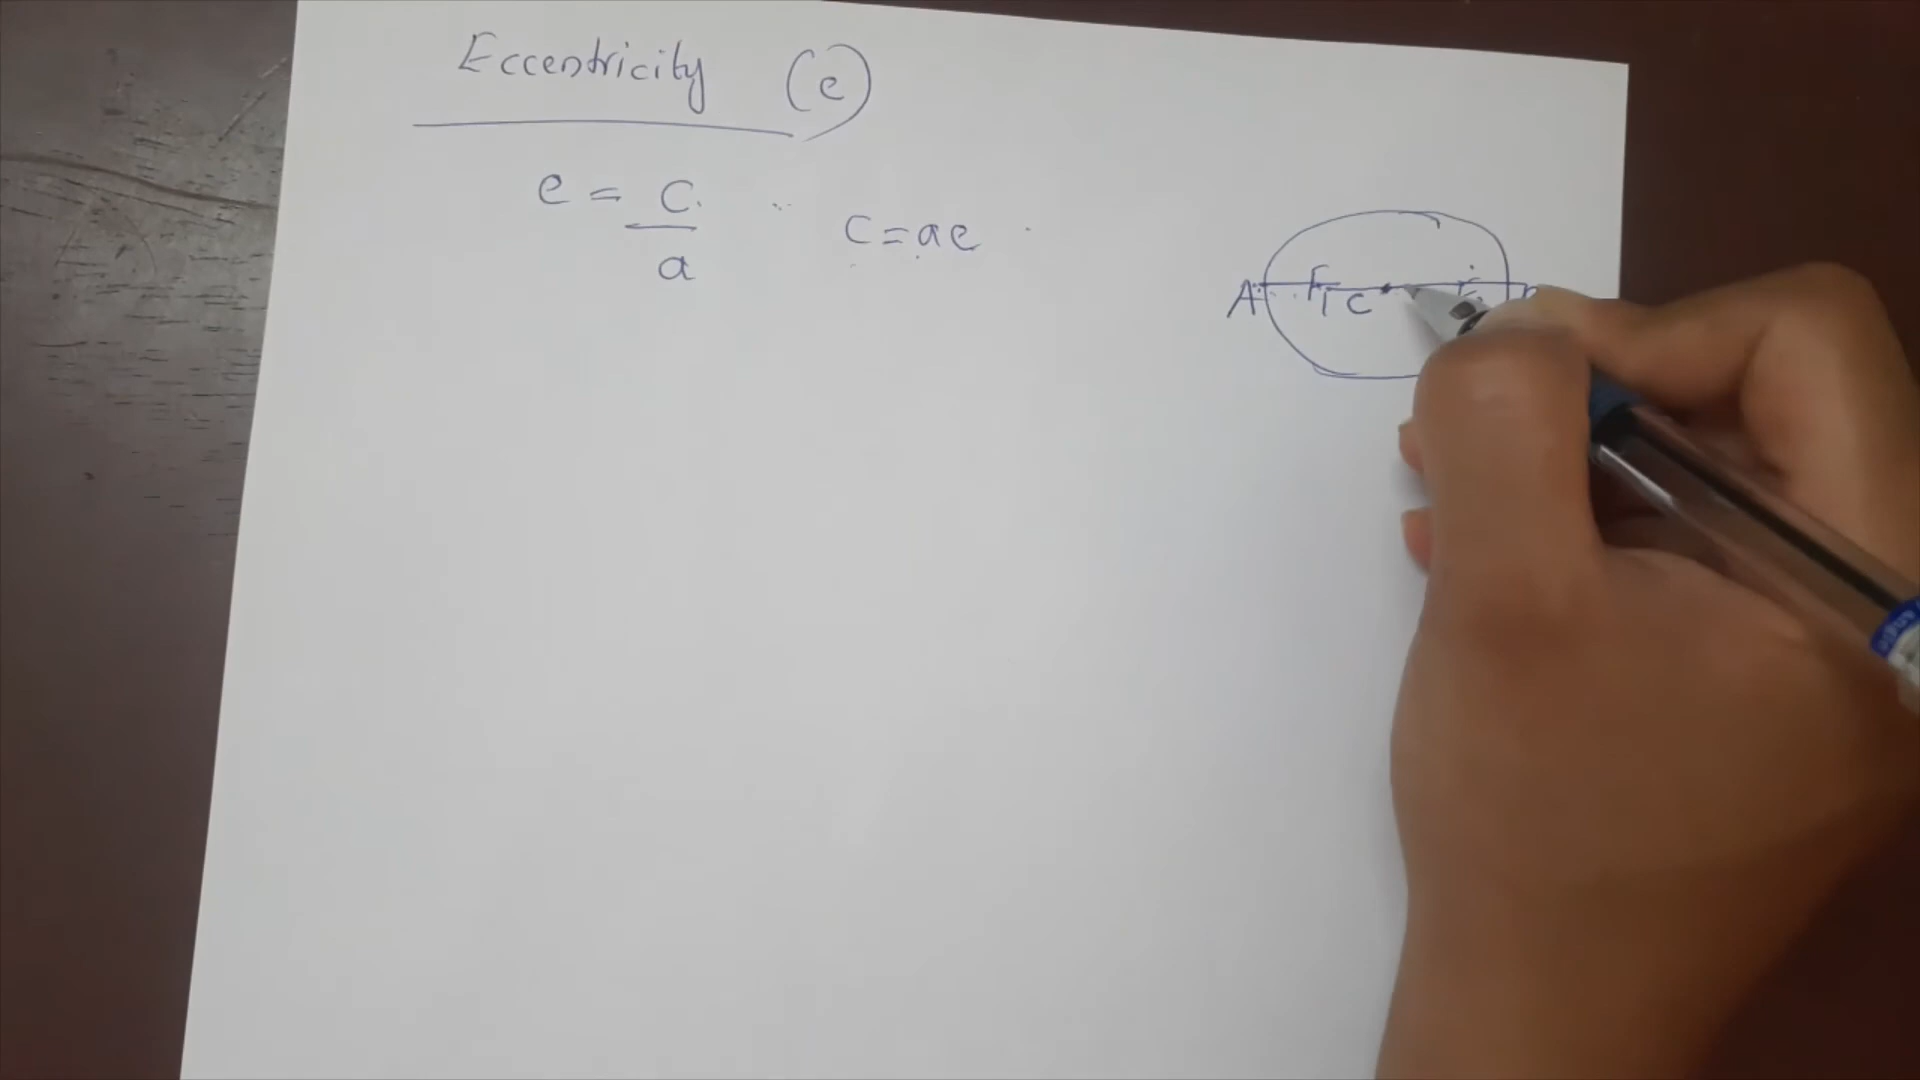 Eccentricity (e)
e = c/a
c = ae
A F1 c